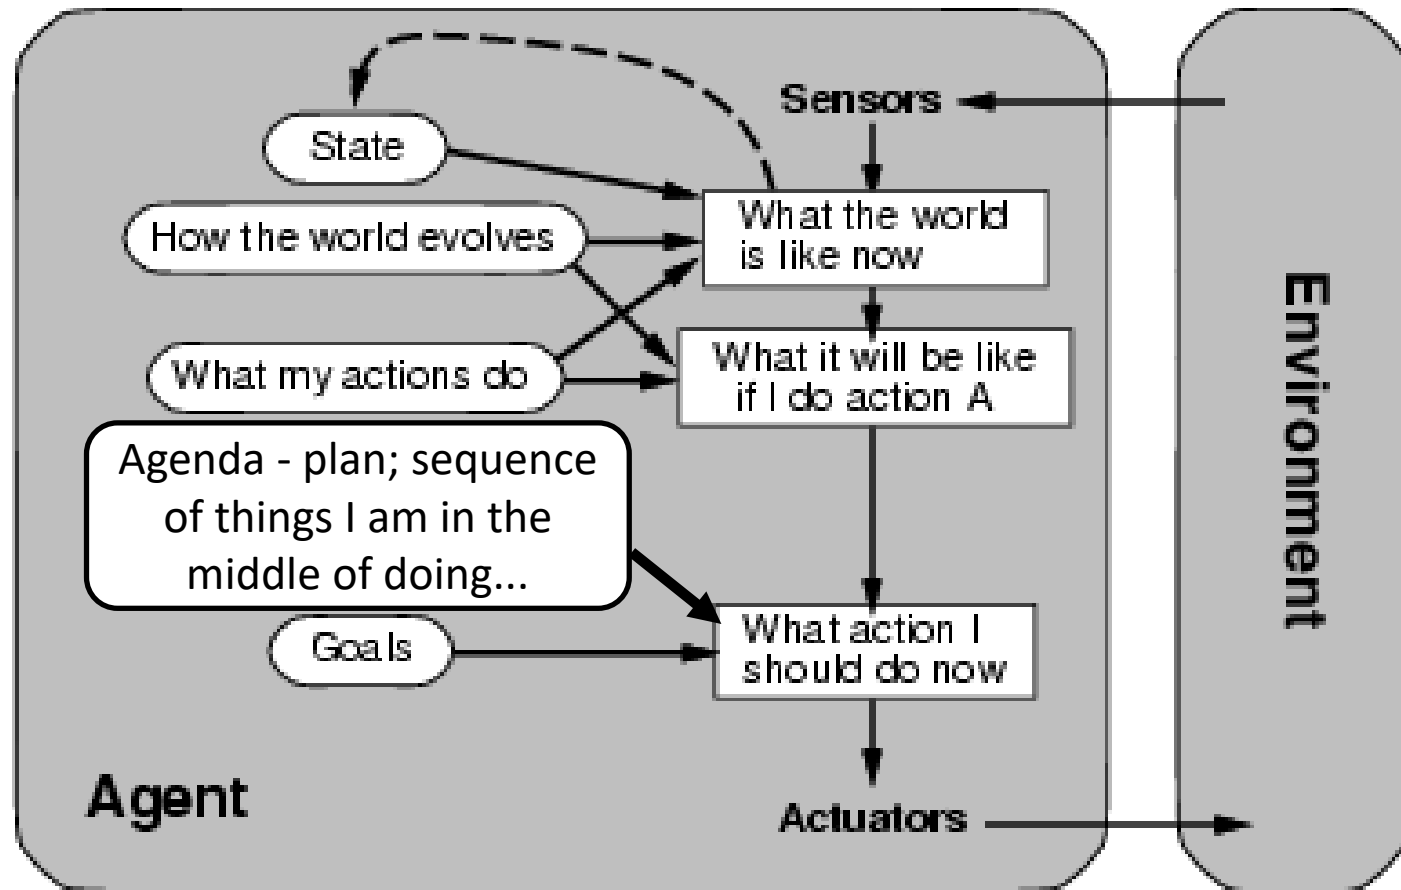 Sensors
State
What the world
is like now
How the world evolves
What it will be like
if I do action A
What my actions do
Agenda - plan; sequence
of things I am in the
middle of doing...
What action I
should do now
Goals
Agent
Actuators
Environment